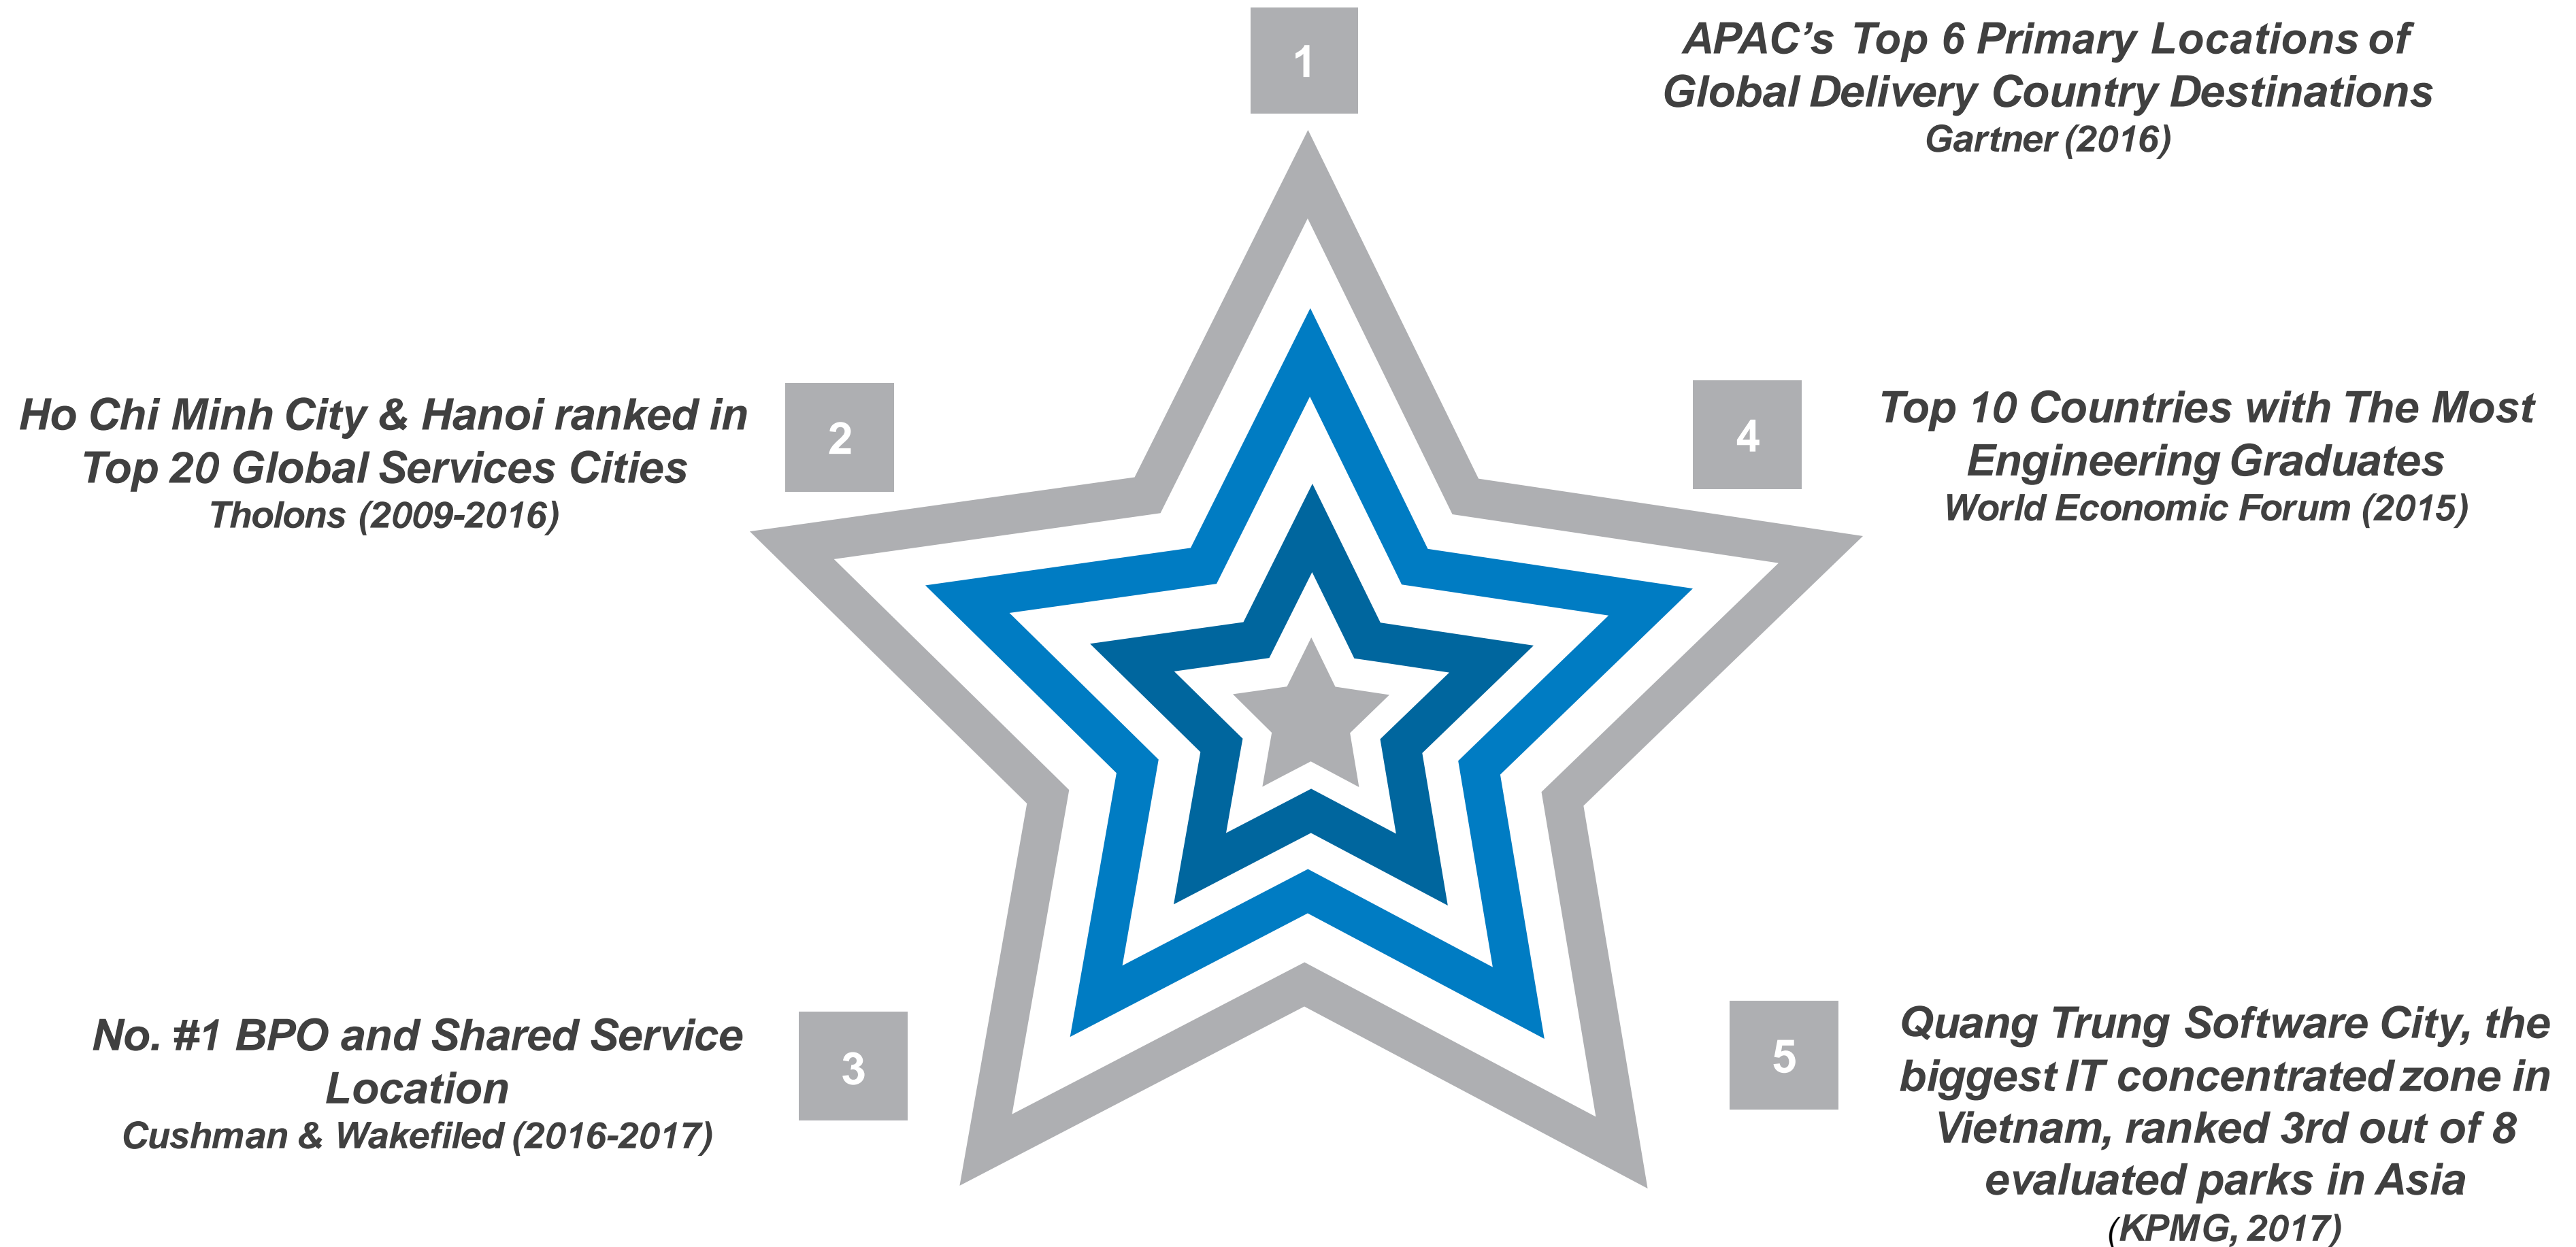 1
APAC’s Top 6 Primary Locations of
Global Delivery Country Destinations
Gartner (2016)
2
Ho Chi Minh City & Hanoi ranked in
Top 20 Global Services Cities
Tholons (2009-2016)
3
No. #1 BPO and Shared Service
Location
Cushman & Wakefiled (2016-2017)
4
Top 10 Countries with The Most
Engineering Graduates
World Economic Forum (2015)
5
Quang Trung Software City, the
biggest IT concentrated zone in
Vietnam, ranked 3rd out of 8
evaluated parks in Asia
(KPMG, 2017)